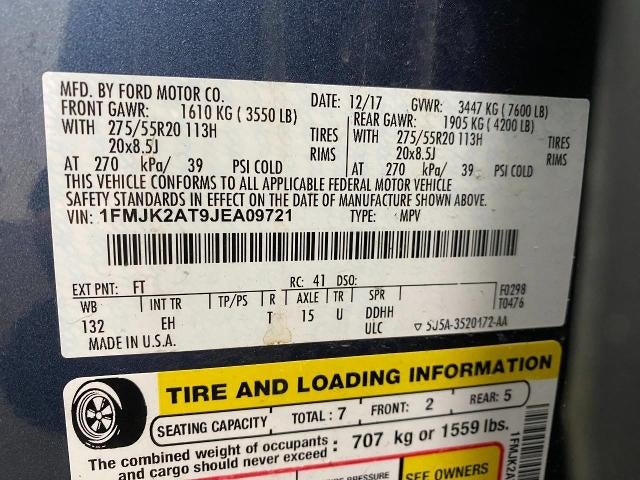 MFD. BY FORD MOTOR CO. DATE: 12/17 GVWR: 3447 KG ( 7600 LB)
FRONT GAWR: 1610 KG ( 3550 LB) REAR GAWR: 1905 KG ( 4200 LB)
WITH 275/55R20 113H TIRES WITH 275/55R20 113H TIRES
20x8.5J RIMS 20x8.5J RIMS
AT 270 kPa/ 39 PSI COLD AT 270 kPa/ 39 PSI COLD
THIS VEHICLE CONFORMS TO ALL APPLICABLE FEDERAL MOTOR VEHICLE
SAFETY STANDARDS IN EFFECT ON THE DATE OF MANUFACTURE SHOWN ABOVE.
VIN: 1FMJK2AT9JEA09721 TYPE: MPV
EXT PNT: FT RC: 41 DSO: F0298
WB INT TR TP/PS R AXLE TR SPR T0476
132 EH T 15 U DDHH
ULC
MADE IN U.S.A.
TIRE AND LOADING INFORMATION
SEATING CAPACITY TOTAL: 7 FRONT: 2 REAR: 5
The combined weight of occupants
and cargo should never exceed: 707 kg or 1559 lbs.
SEE OWNERS
1FMJK2A